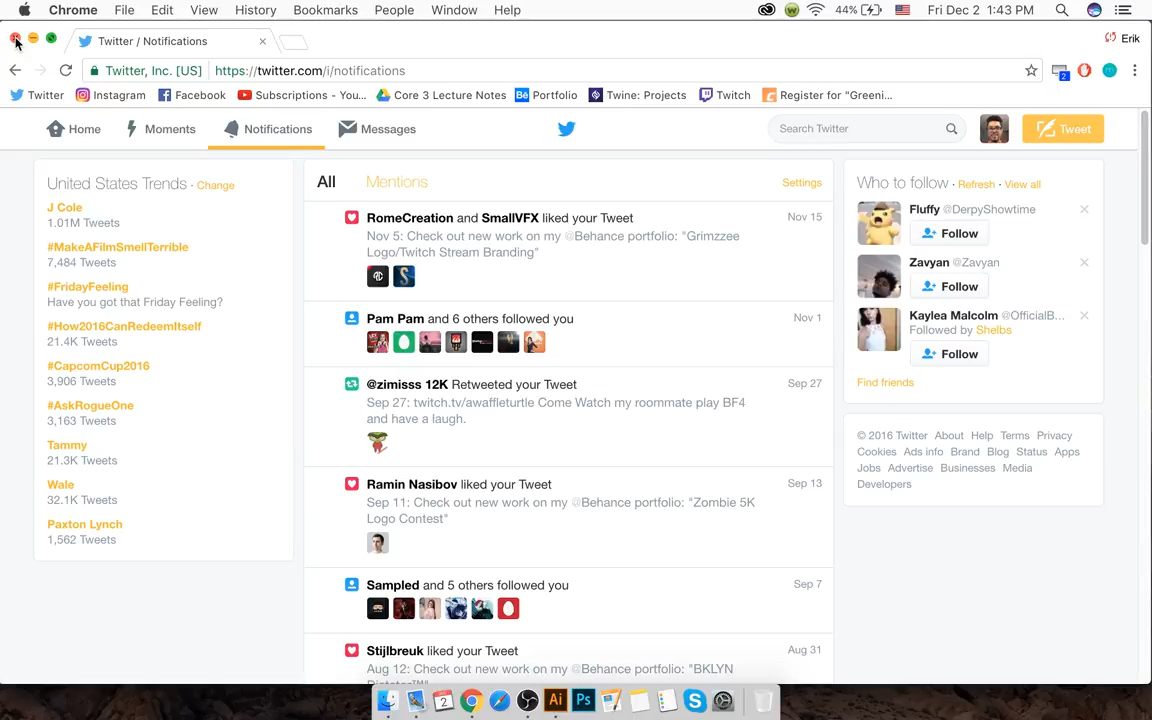 Chrome File Edit View History Bookmarks People Window Help 44% Fri Dec 2 1:43 PM
Twitter / Notifications Erik
Twitter, Inc. [US] https://twitter.com/i/notifications 2
Twitter Instagram Facebook Subscriptions - You... Core 3 Lecture Notes Bē Portfolio Twine: Projects Twitch Register for "Greeni...
Home Moments Notifications Messages Search Twitter Tweet
United States Trends · Change
J Cole
1.01M Tweets
#MakeAFilmSmellTerrible
7,484 Tweets
#FridayFeeling
Have you got that Friday Feeling?
#How2016CanRedeemItself
21.4K Tweets
#CapcomCup2016
3,906 Tweets
#AskRogueOne
3,163 Tweets
Tammy
21.3K Tweets
Wale
32.1K Tweets
Paxton Lynch
1,562 Tweets
All Mentions Settings
RomeCreation and SmallVFX liked your Tweet Nov 15
Nov 5: Check out new work on my @Behance portfolio: "Grimzzee
Logo/Twitch Stream Branding"
Pam Pam and 6 others followed you Nov 1
@zimisss 12K Retweeted your Tweet Sep 27
Sep 27: twitch.tv/awaffleturtle Come Watch my roommate play BF4
and have a laugh.
Ramin Nasibov liked your Tweet Sep 13
Sep 11: Check out new work on my @Behance portfolio: "Zombie 5K
Logo Contest"
Sampled and 5 others followed you Sep 7
Stijlbreuk liked your Tweet Aug 31
Aug 12: Check out new work on my @Behance portfolio: "BKLYN
Who to follow · Refresh · View all
Fluffy @DerpyShowtime
Follow
Zavyan @Zavyan
Follow
Kaylea Malcolm @OfficialB...
Followed by Shelbs
Follow
Find friends
© 2016 Twitter About Help Terms Privacy
Cookies Ads info Brand Blog Status Apps
Jobs Advertise Businesses Media
Developers
2 Ai Ps